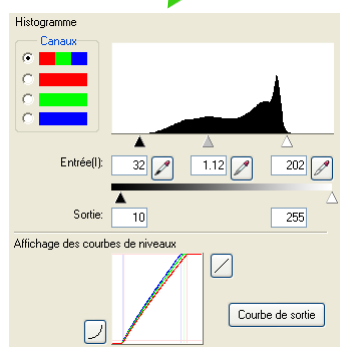 Histogramme
Canaux
Entrée(I): 32 1.12 202
Sortie: 10 255
Affichage des courbes de niveaux
Courbe de sortie